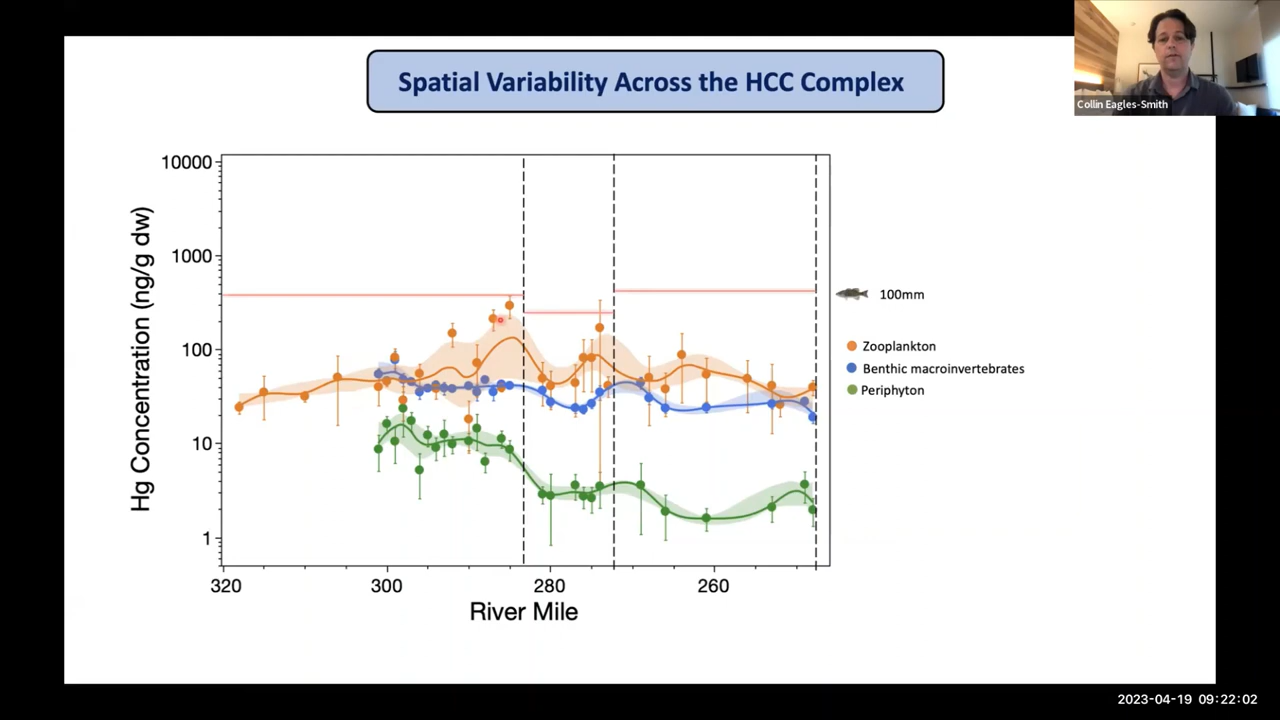 Spatial Variability Across the HCC Complex
Collin Eagles-Smith
Hg Concentration (ng/g dw)
10000
1000
100
10
1
100mm
Zooplankton
Benthic macroinvertebrates
Periphyton
320
300
280
260
River Mile
2023-04-19 09:22:02